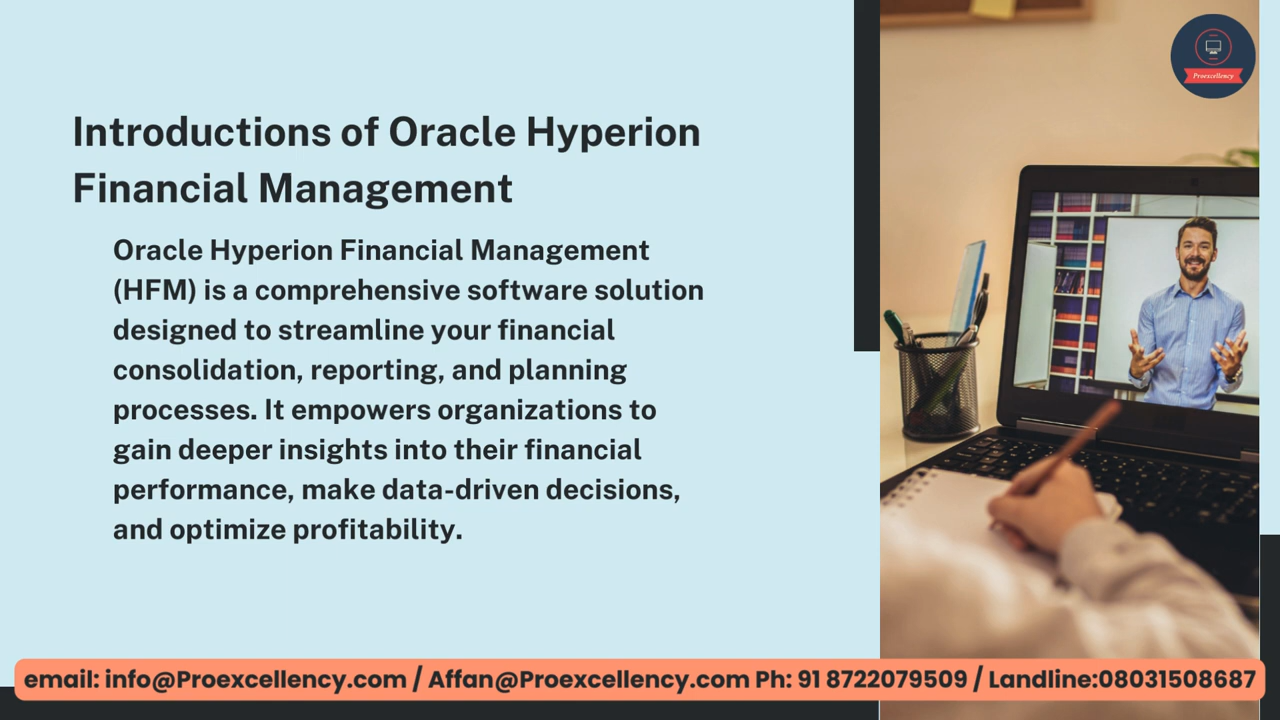 Proexcellency
Introductions of Oracle Hyperion
Financial Management
Oracle Hyperion Financial Management
(HFM) is a comprehensive software solution
designed to streamline your financial
consolidation, reporting, and planning
processes. It empowers organizations to
gain deeper insights into their financial
performance, make data-driven decisions,
and optimize profitability.
email: info@Proexcellency.com / Affan@Proexcellency.com Ph: 91 8722079509 / Landline:08031508687